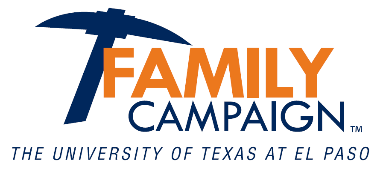 FAMILY
CAMPAIGN™
THE UNIVERSITY OF TEXAS AT EL PASO